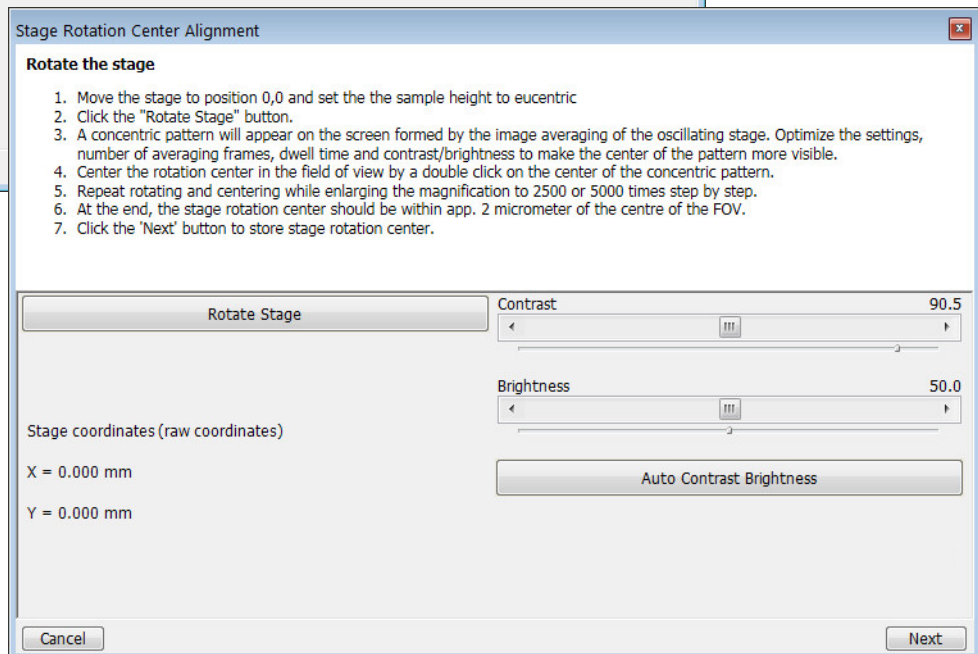 Stage Rotation Center Alignment
x
Rotate the stage
1. Move the stage to position 0,0 and set the the sample height to eucentric
2. Click the "Rotate Stage" button.
3. A concentric pattern will appear on the screen formed by the image averaging of the oscillating stage. Optimize the settings,
number of averaging frames, dwell time and contrast/brightness to make the center of the pattern more visible.
4. Center the rotation center in the field of view by a double click on the center of the concentric pattern.
5. Repeat rotating and centering while enlarging the magnification to 2500 or 5000 times step by step.
6. At the end, the stage rotation center should be within app. 2 micrometer of the centre of the FOV.
7. Click the 'Next' button to store stage rotation center.
Rotate Stage
Contrast 90.5
Brightness 50.0
Stage coordinates (raw coordinates)
X = 0.000 mm
Auto Contrast Brightness
Y = 0.000 mm
Cancel Next